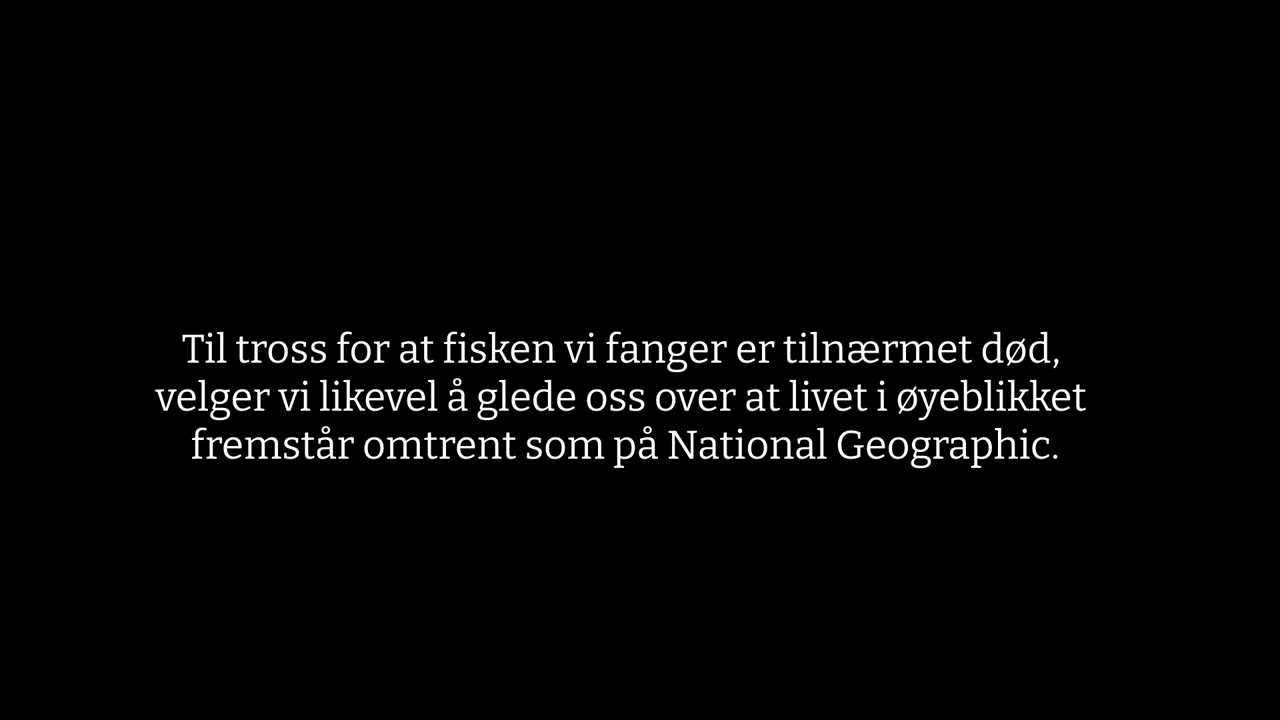 Til tross for at fisken vi fanger er tilnærmet død,
velger vi likevel å glede oss over at livet i øyeblikket
fremstår omtrent som på National Geographic.